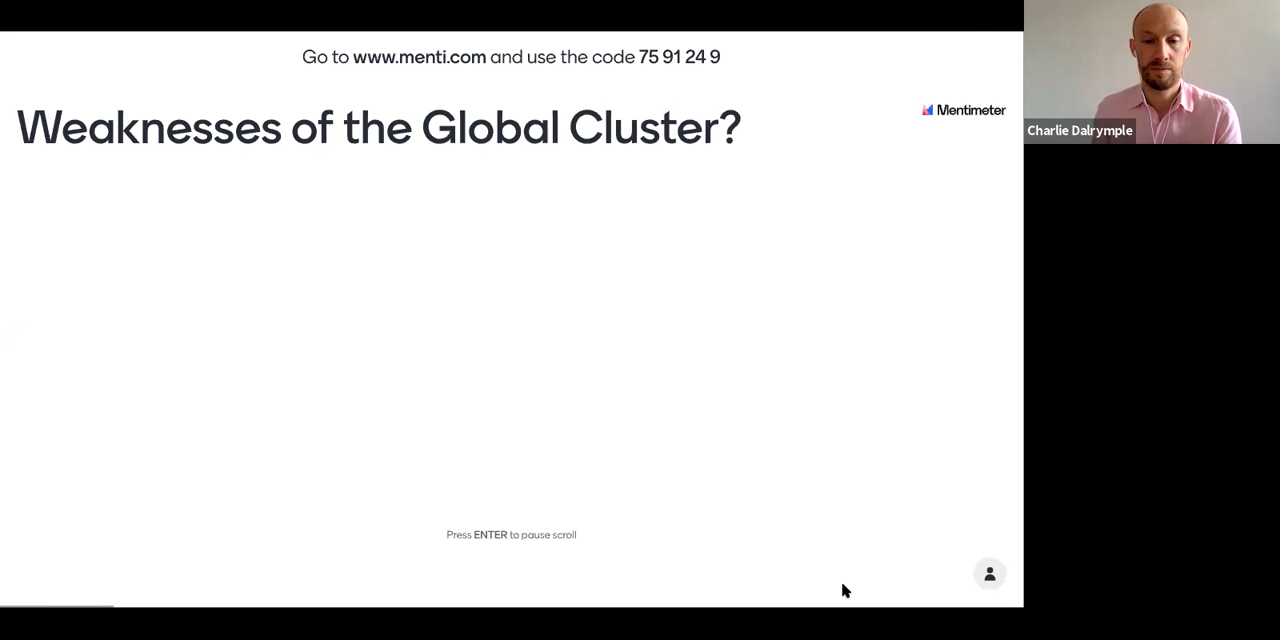 Go to www.menti.com and use the code 75 91 24 9
Weaknesses of the Global Cluster?
Mentimeter
Charlie Dalrymple
Press ENTER to pause scroll